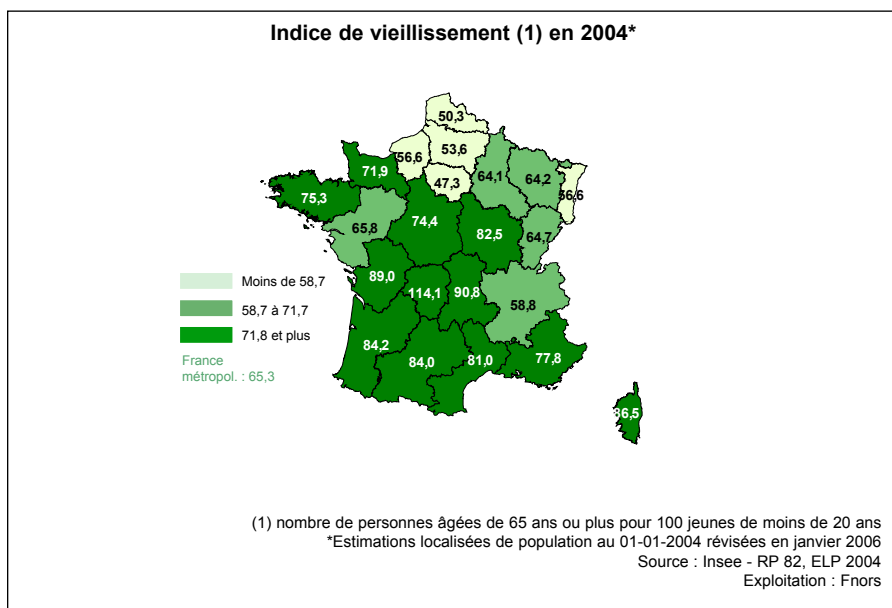 Indice de vieillissement (1) en 2004*
50,3
53,6
56,6
47,3
64,1
64,2
71,9
75,3
65,8
74,4
82,5
64,7
89,0
114,1
90,8
58,8
84,2
84,0
81,0
77,8
Moins de 58,7
58,7 à 71,7
71,8 et plus
France
métropol. : 65,3
(1) nombre de personnes âgées de 65 ans ou plus pour 100 jeunes de moins de 20 ans
*Estimations localisées de population au 01-01-2004 révisées en janvier 2006
Source : Insee - RP 82, ELP 2004
Exploitation : Fnors